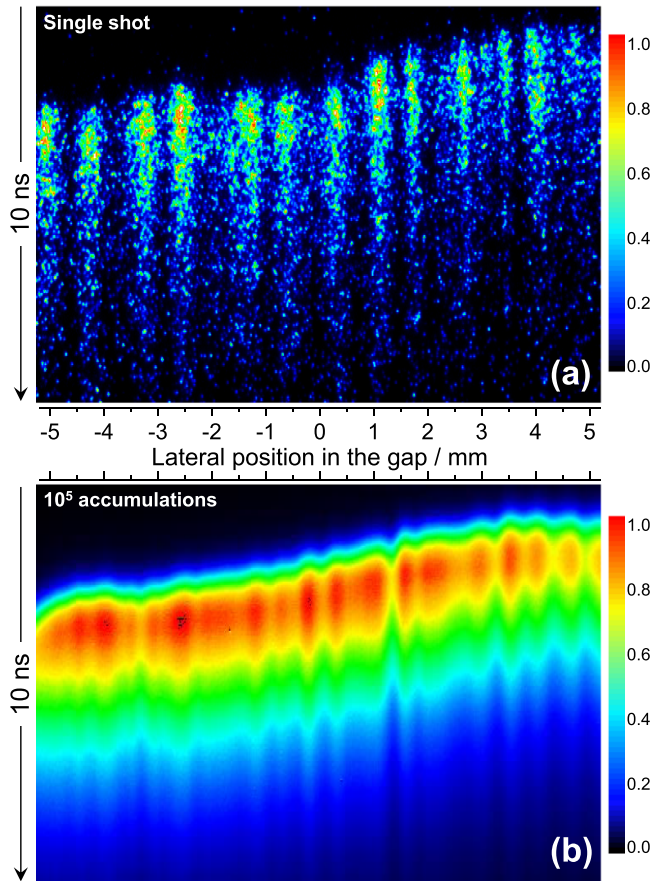 Single shot
10 ns
(a)
1.0
0.8
0.6
0.4
0.2
0.0
-5 -4 -3 -2 -1 0 1 2 3 4 5
Lateral position in the gap / mm
10⁵ accumulations
10 ns
(b)
1.0
0.8
0.6
0.4
0.2
0.0